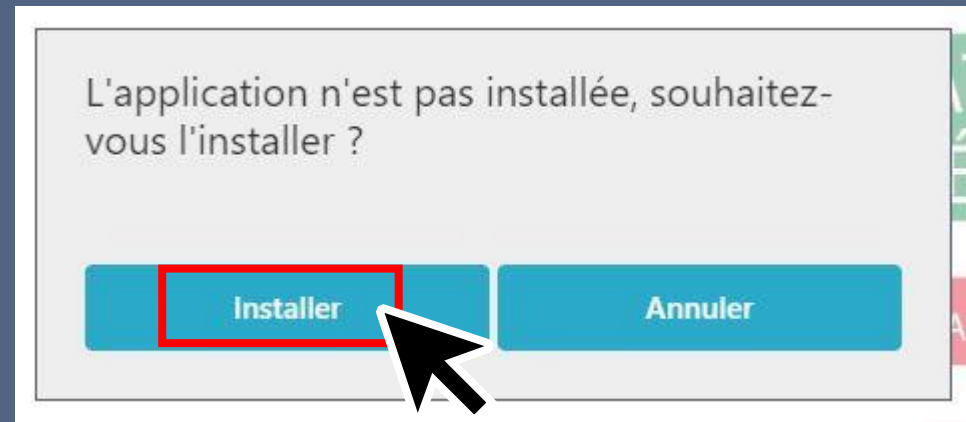 L'application n'est pas installée, souhaitez-
vous l'installer ?
Installer
Annuler